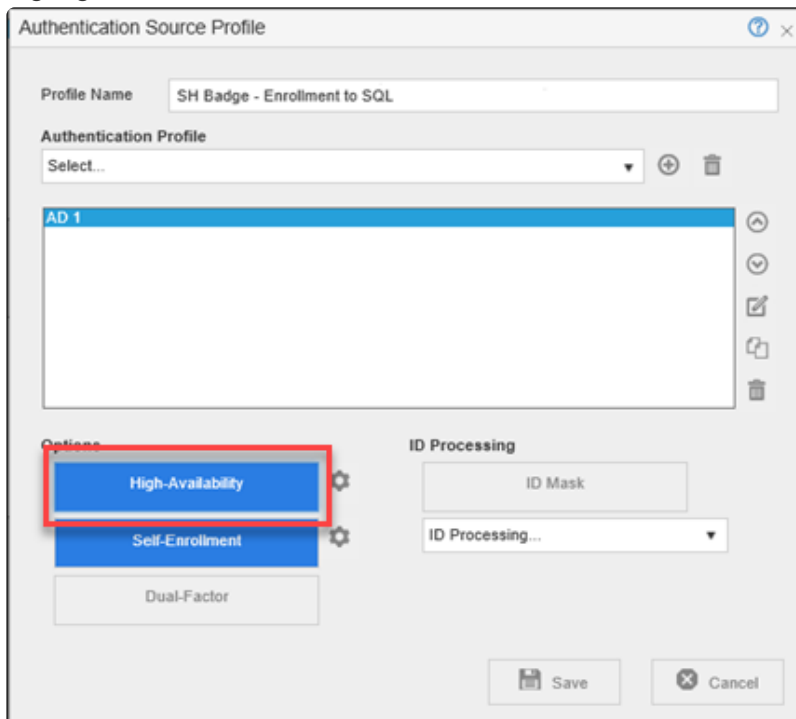 Authentication Source Profile
Profile Name
SH Badge - Enrollment to SQL
Authentication Profile
Select...
AD 1
Options
ID Processing
High-Availability
ID Mask
Self-Enrollment
ID Processing...
Dual-Factor
Save
Cancel